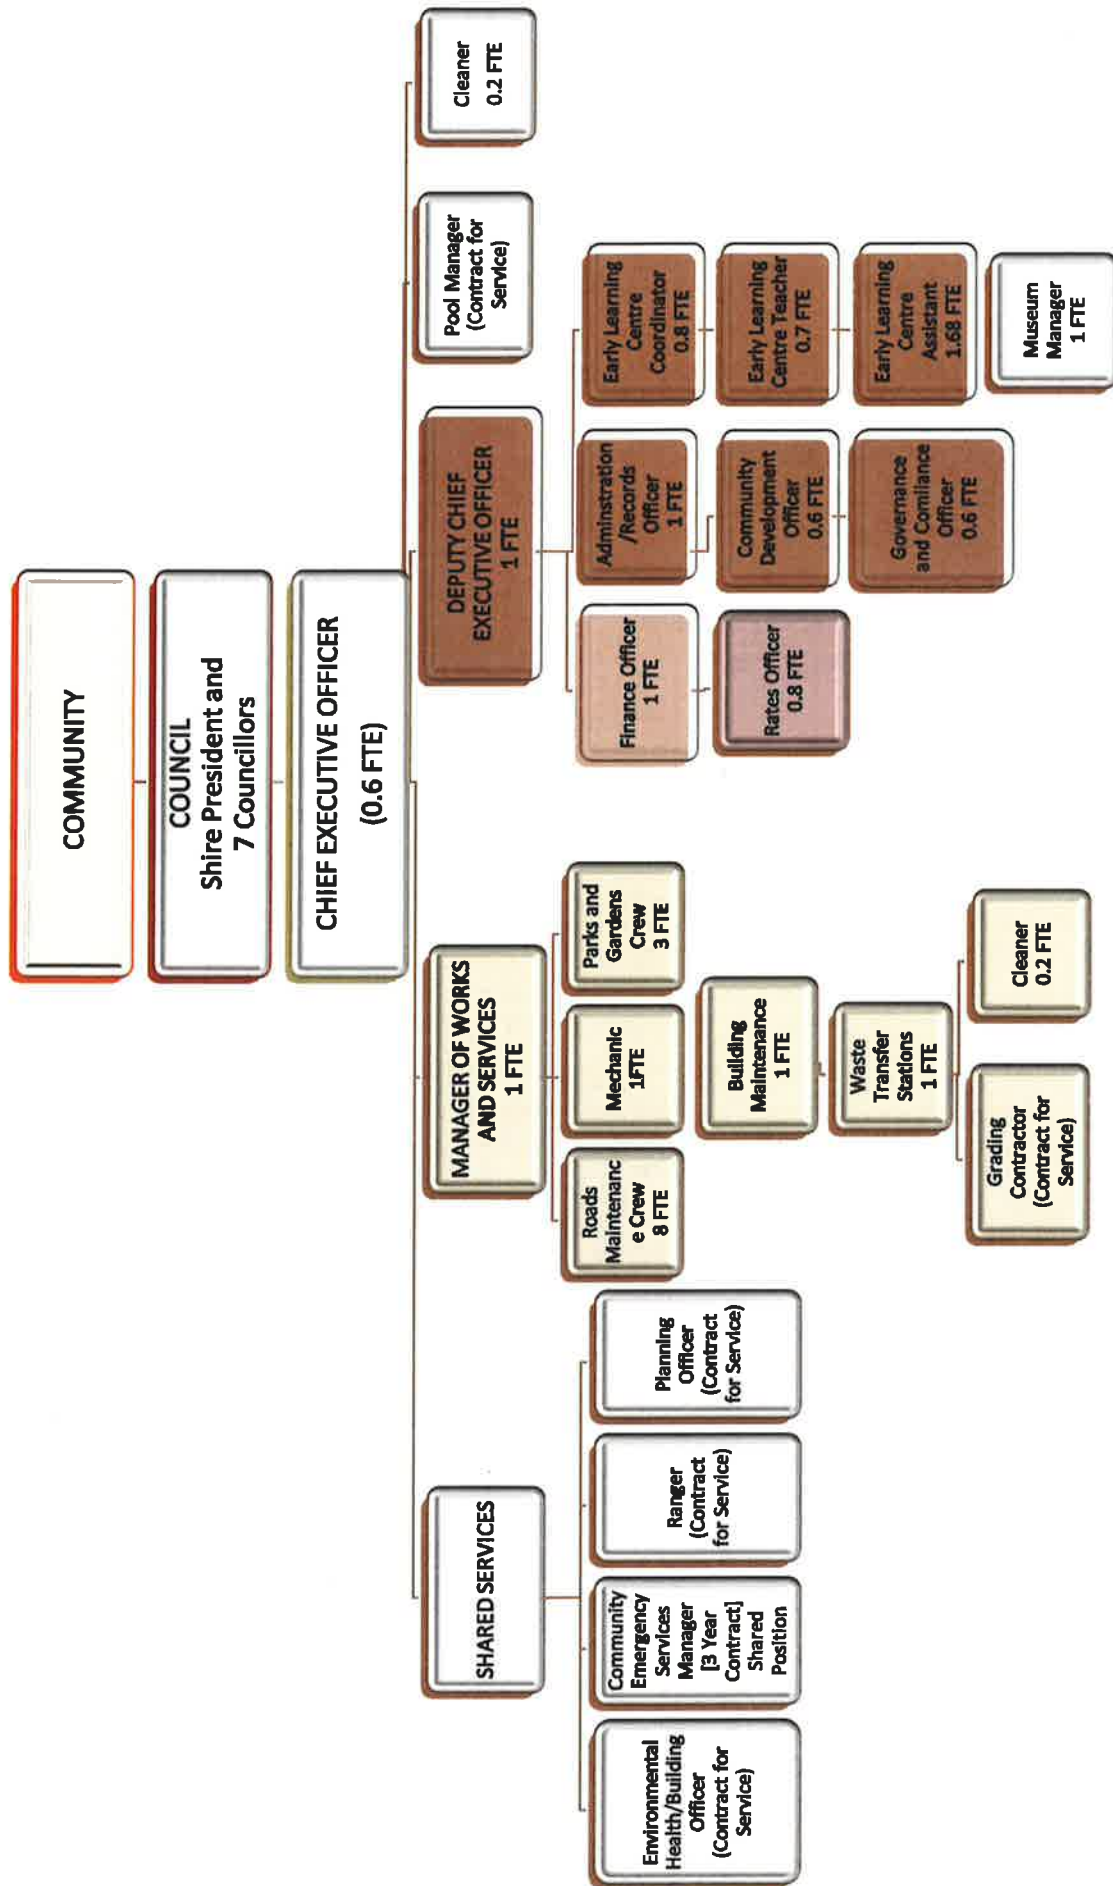 COMMUNITY
COUNCIL
Shire President and
7 Councillors
CHIEF EXECUTIVE OFFICER
(0.6 FTE)
SHARED SERVICES
MANAGER OF WORKS
AND SERVICES
1 FTE
DEPUTY CHIEF
EXECUTIVE OFFICER
1 FTE
Pool Manager
(Contract for
Service)
Cleaner
0.2 FTE
Environmental
Health/Building
Officer
(Contract for
Service)
Community
Emergency
Services
Manager
[3 Year
Contract]
Shared
Position
Ranger
(Contract
for Service)
Planning
Officer
(Contract
for Service)
Roads
Maintenanc
e Crew
8 FTE
Mechanic
1FTE
Parks and
Gardens
Crew
3 FTE
Building
Maintenance
1 FTE
Waste
Transfer
Stations
1 FTE
Grading
Contractor
(Contract for
Service)
Cleaner
0.2 FTE
Finance Officer
1 FTE
Rates Officer
0.8 FTE
Adminstration
/Records
Officer
1 FTE
Community
Development
Officer
0.6 FTE
Governance
and Comliance
Officer
0.6 FTE
Early Learning
Centre
Coordinator
0.8 FTE
Early Learning
Centre Teacher
0.7 FTE
Early Learning
Centre
Assistant
1.68 FTE
Museum
Manager
1 FTE